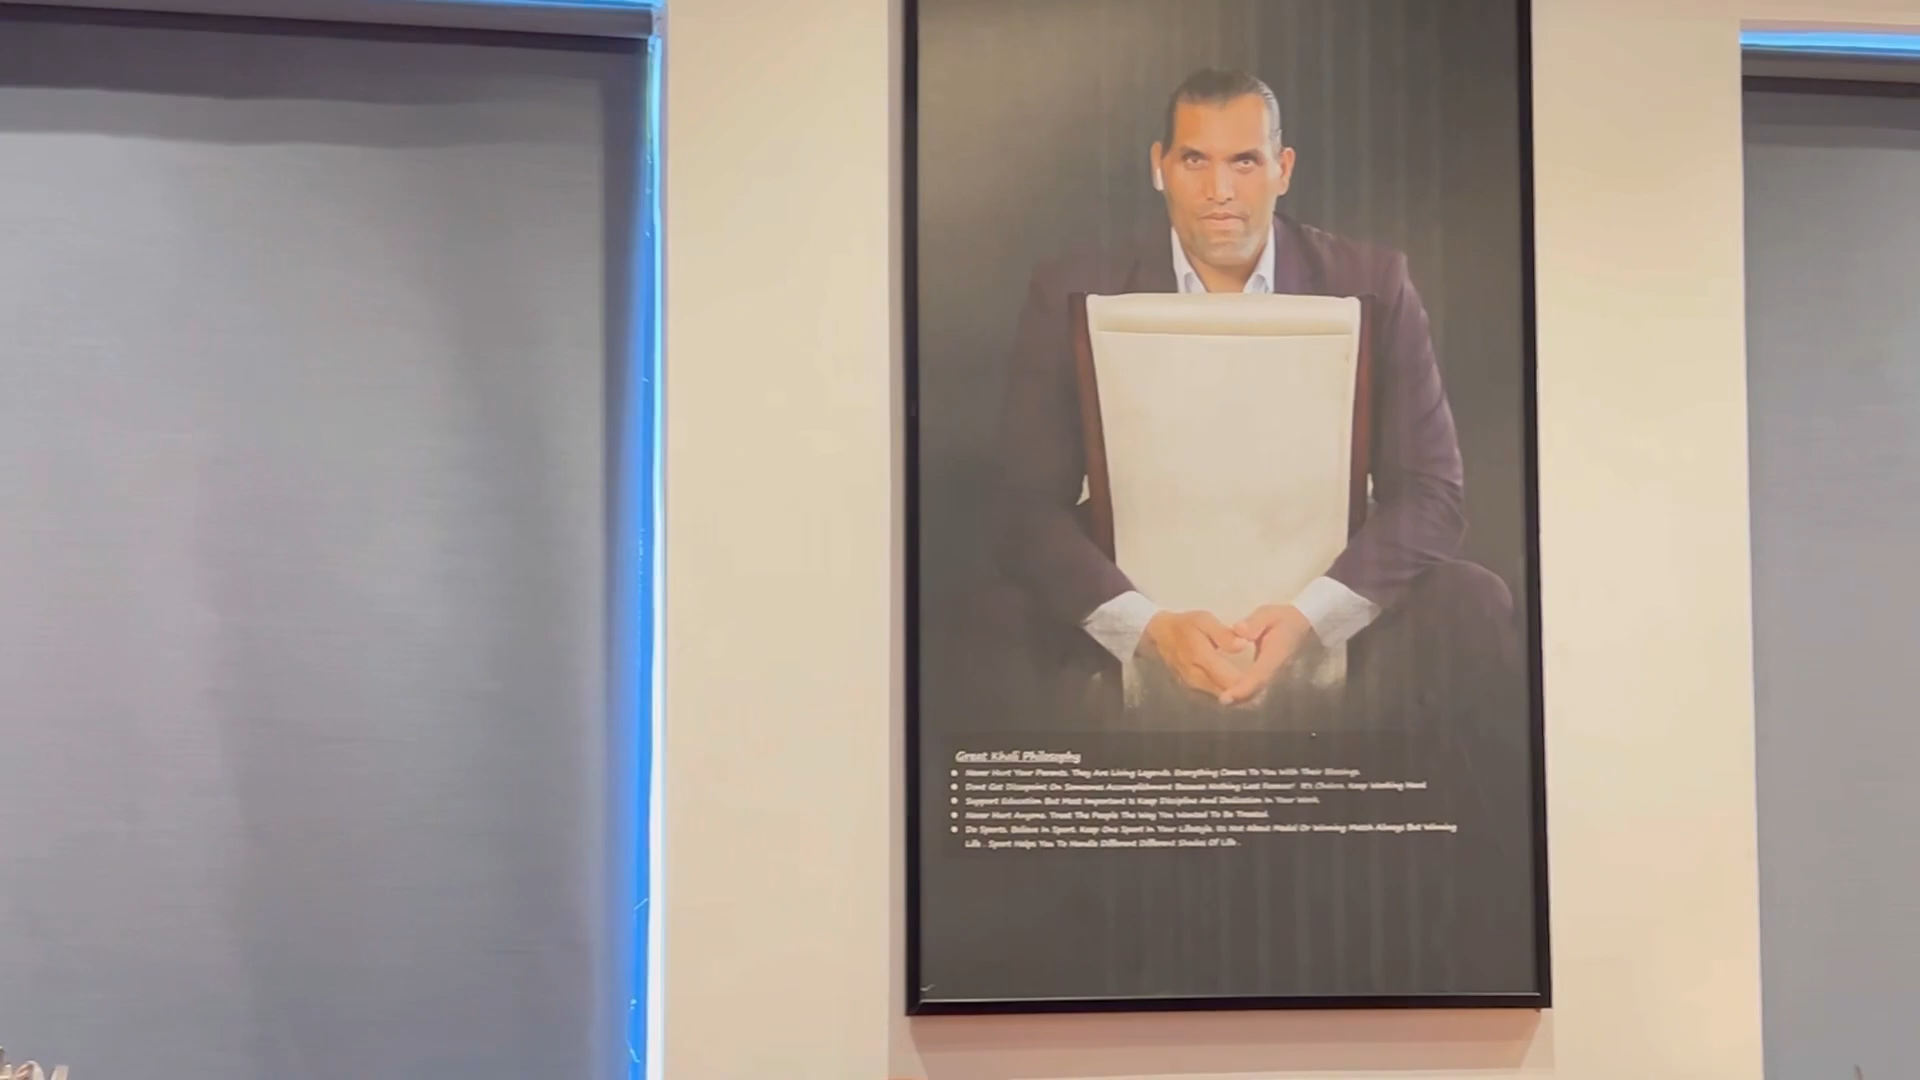 Great Khali Philosophy
Never Hurt Your Parents. They Are Living Legends. Everything Comes To You With Their Blessings.
Dont Get Disappoint On Someones Accomplishment Because Nothing Last Forever! It's Choices. Keep Working Hard
Support Education But Most Important Is Keep Discipline And Dedication In Your Work.
Never Hurt Anyone. Treat The People The Way You Wanted To Be Treated.
Do Sports. Believe In Sport. Keep One Sport In Your Lifestyle. Its Not About Medal Or Winning Match Always But Winning
Life . Sport Helps You To Handle Different Different Shades Of Life .